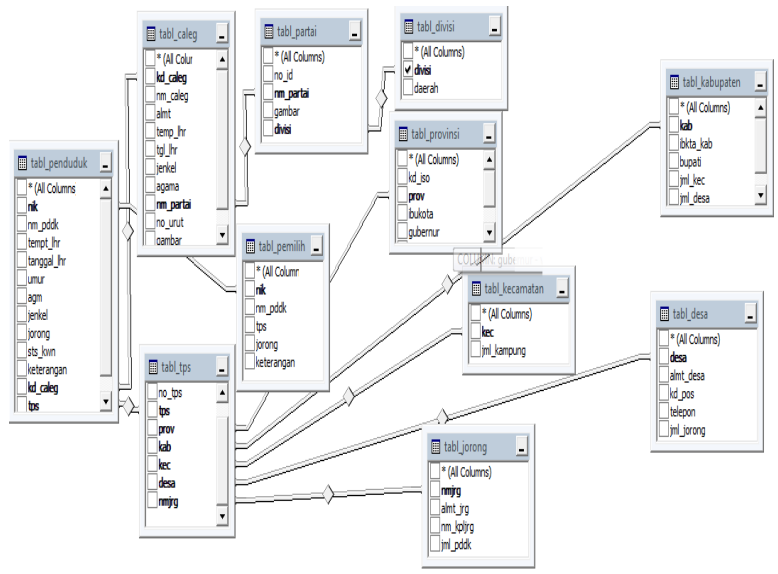 tabl_caleg
* (All Colur
kd_caleg
nm_caleg
almt
temp_lhr
tgl_lhr
jenkel
agama
nm_partai
no_urut
gambar
tabl_partai
* (All Columns)
no_id
nm_partai
gambar
divisi
tabl_divisi
* (All Columns)
divisi
daerah
tabl_kabupaten
* (All Columns)
kab
ibkta_kab
bupati
jml_kec
jml_desa
tabl_provinsi
* (All Columns)
kd_iso
prov
ibukota
gubernur
tabl_penduduk
* (All Columns
nik
nm_pddk
tempt_lhr
tanggal_lhr
umur
agm
jenkel
jorong
sts_kwn
keterangan
kd_caleg
tps
tabl_pemilih
* (All Columr
nik
nm_pddk
tps
jorong
keterangan
tabl_kecamatan
* (All Columns)
kec
jml_kampung
tabl_desa
* (All Columns)
desa
almt_desa
kd_pos
telepon
jml_jorong
tabl_tps
no_tps
tps
prov
kab
kec
desa
nmjrg
tabl_jorong
* (All Columns)
nmjrg
almt_jrg
nm_kpljrg
jml_pddk